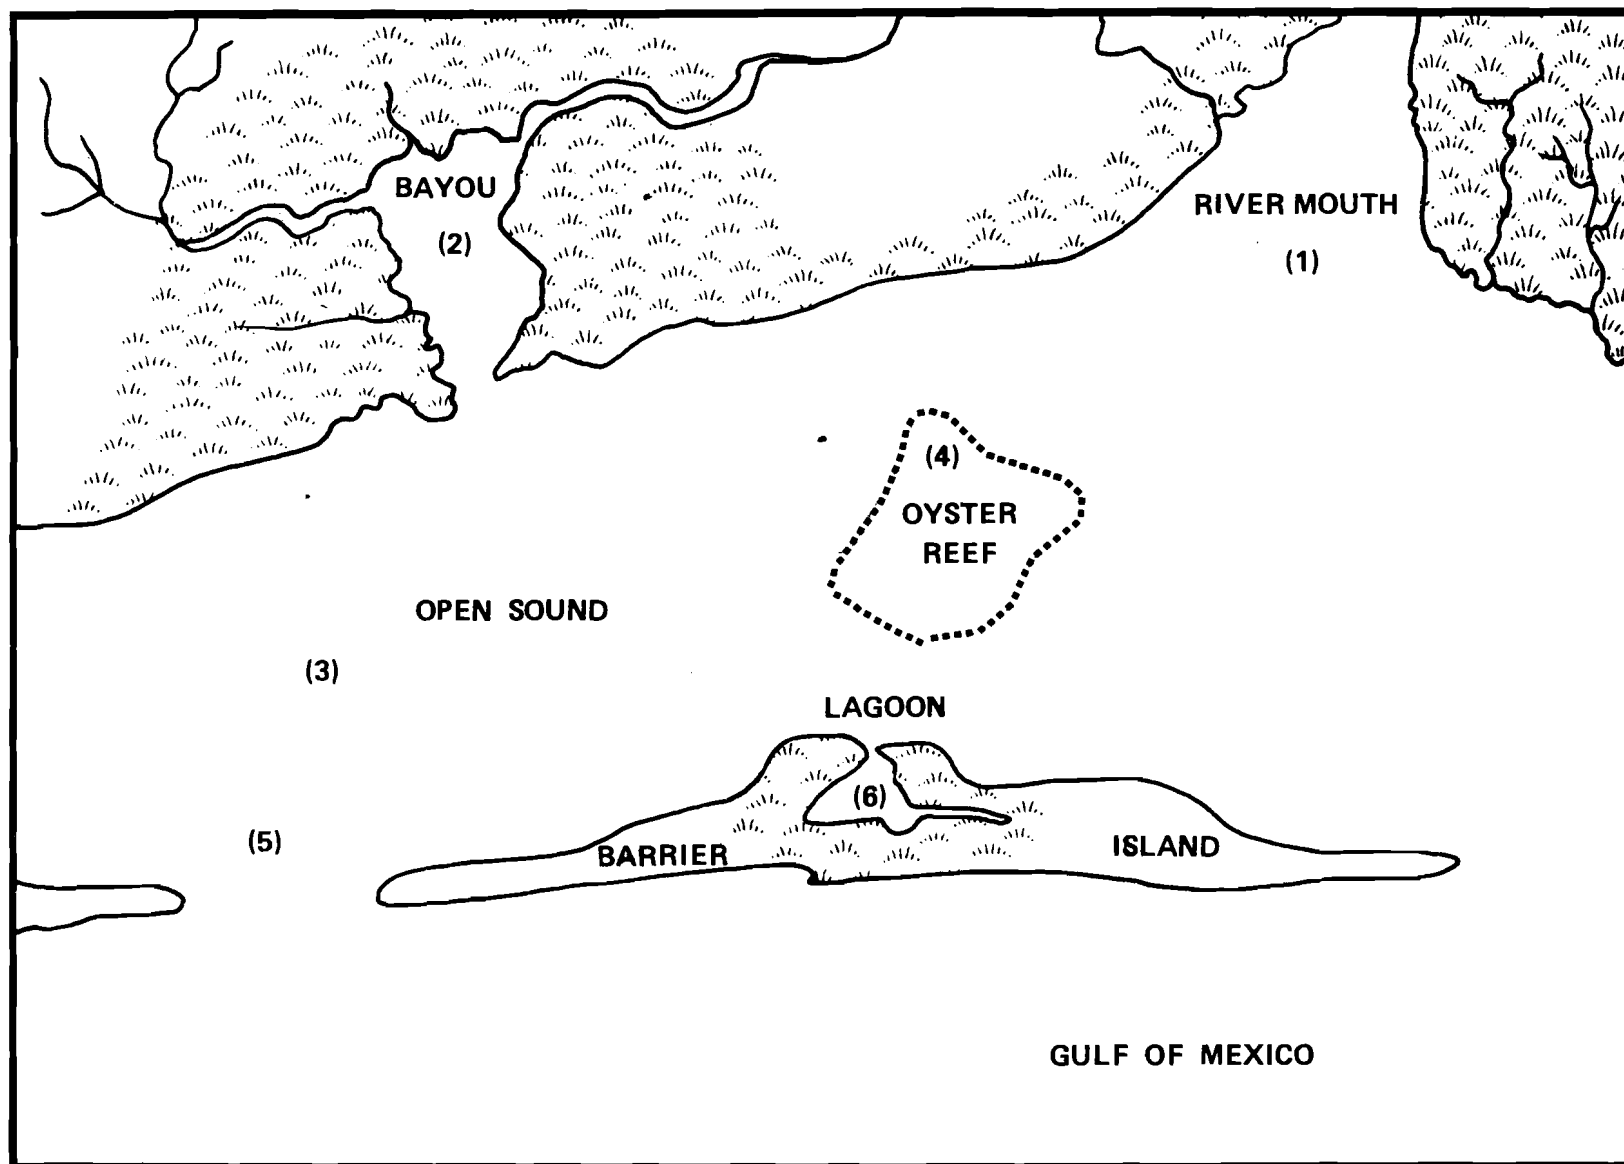 BAYOU
(2)
RIVER MOUTH
(1)
(4)
OYSTER
REEF
OPEN SOUND
(3)
LAGOON
(6)
(5)
BARRIER
ISLAND
GULF OF MEXICO